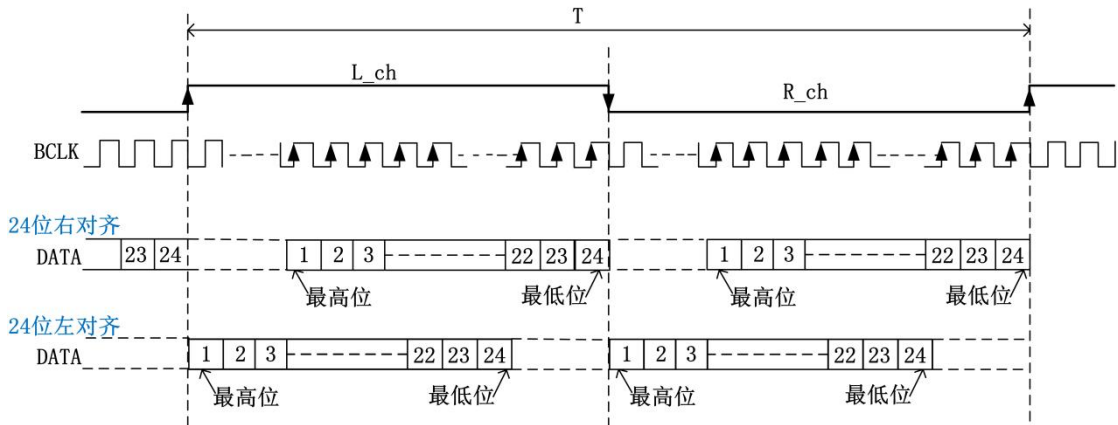 T
L_ch
R_ch
BCLK
24位右对齐
DATA 23 24 1 2 3 22 23 24 1 2 3 22 23 24
最高位 最低位 最高位 最低位
24位左对齐
DATA 1 2 3 22 23 24 1 2 3 22 23 24
最高位 最低位 最高位 最低位